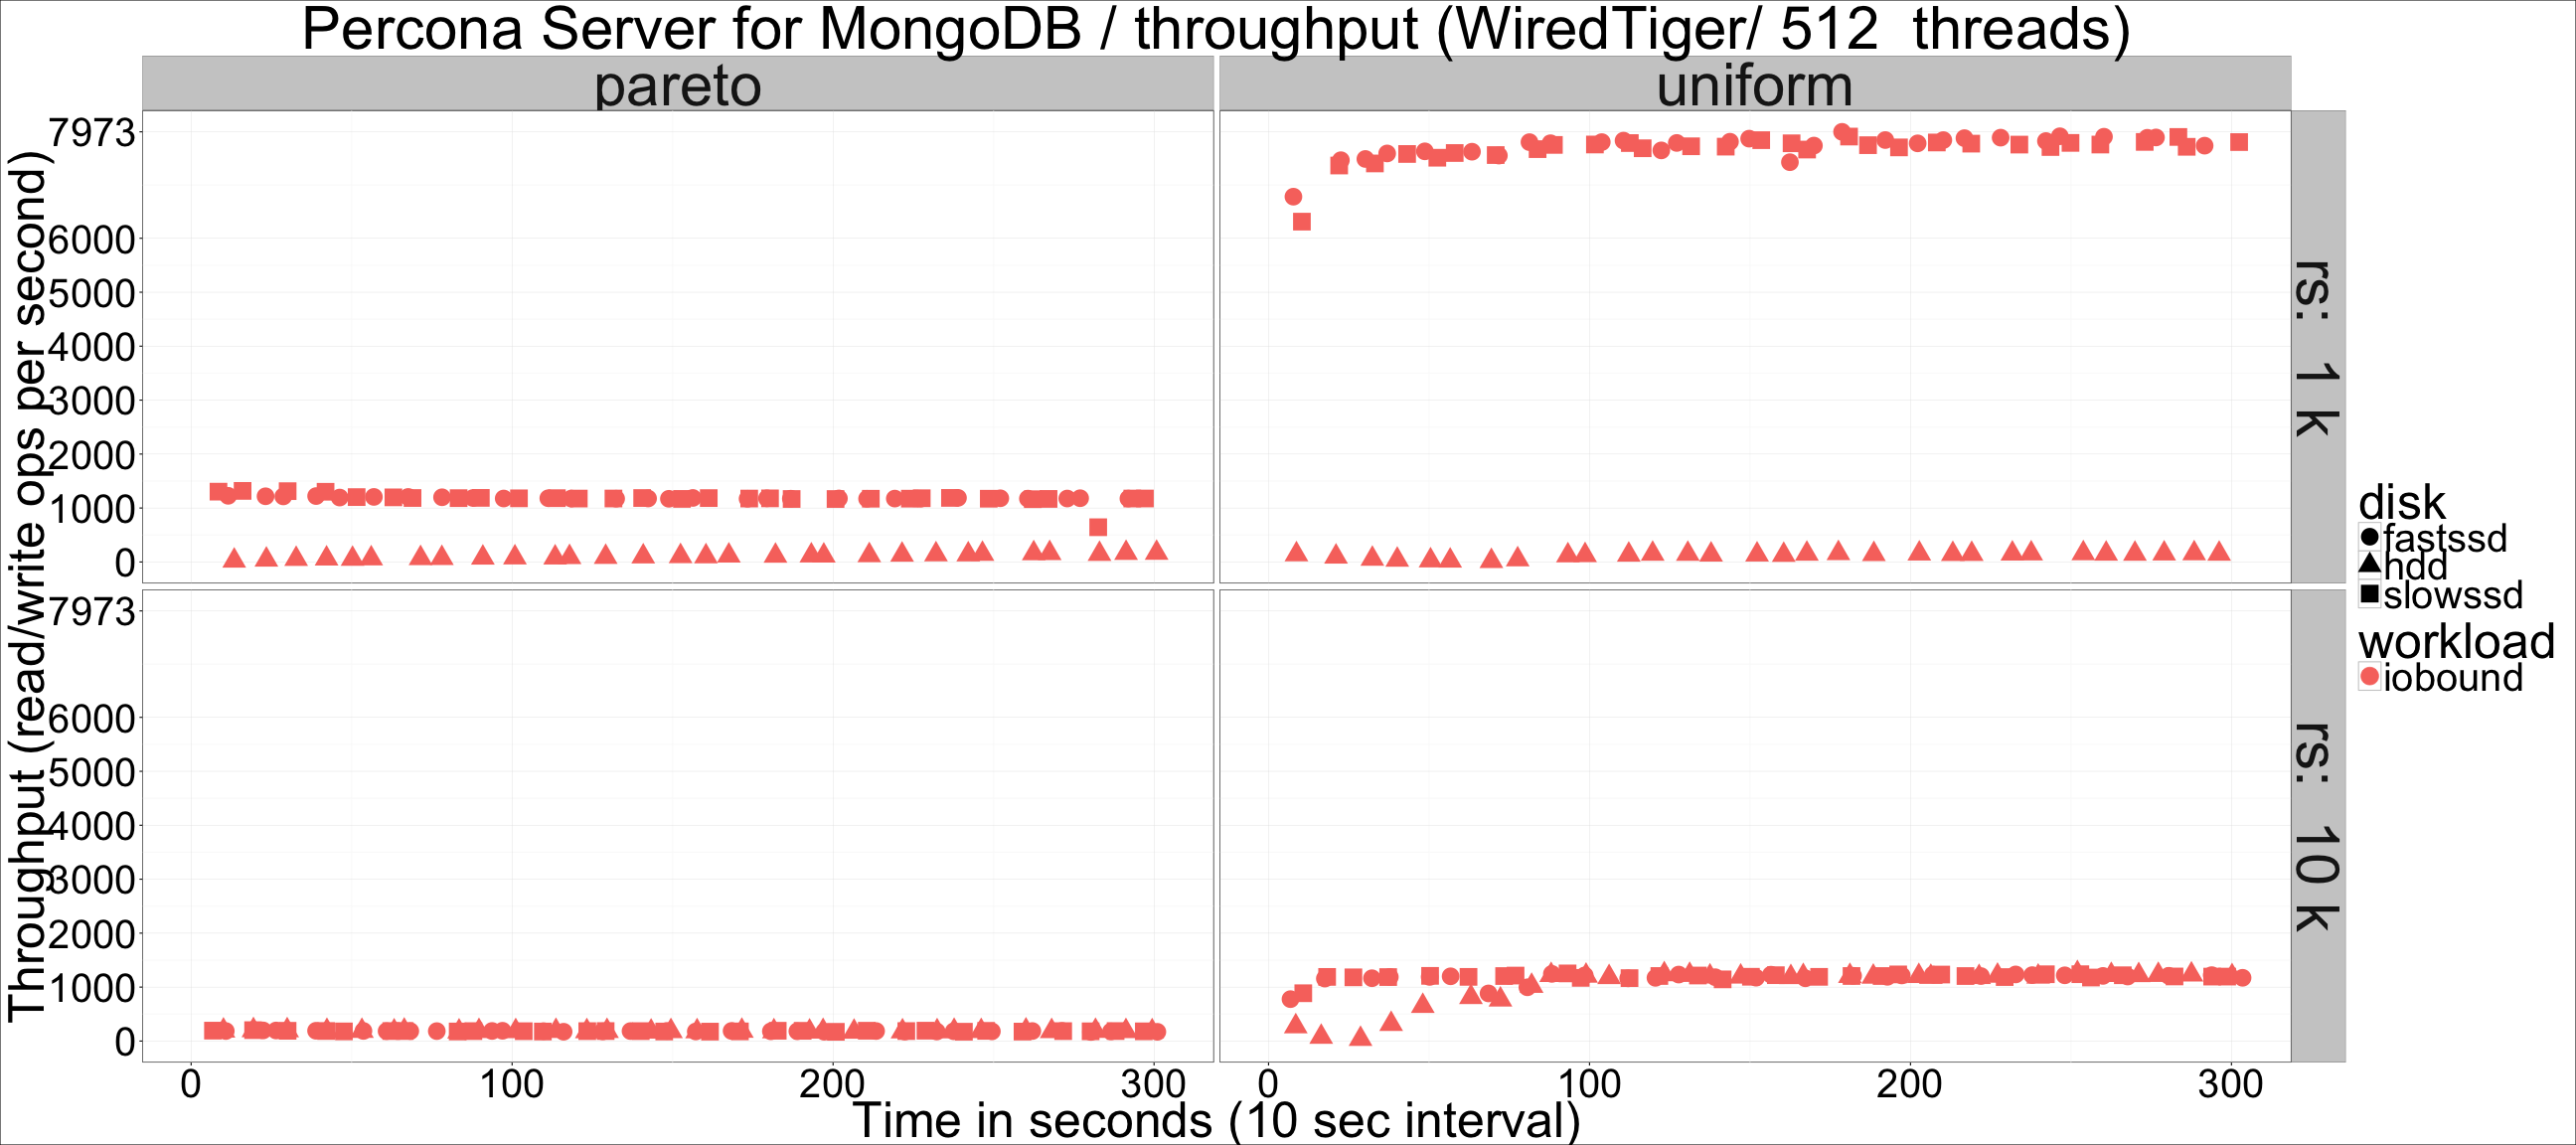 Percona Server for MongoDB / throughput (WiredTiger/ 512  threads)
pareto
uniform
Throughput (read/write ops per second)
7973
6000
5000
4000
3000
2000
1000
0
rs:  1 k
7973
6000
5000
4000
3000
2000
1000
0
rs:  10 k
0 100 200 300
0 100 200 300
Time in seconds (10 sec interval)
disk
fastssd
hdd
slowssd
workload
iobound